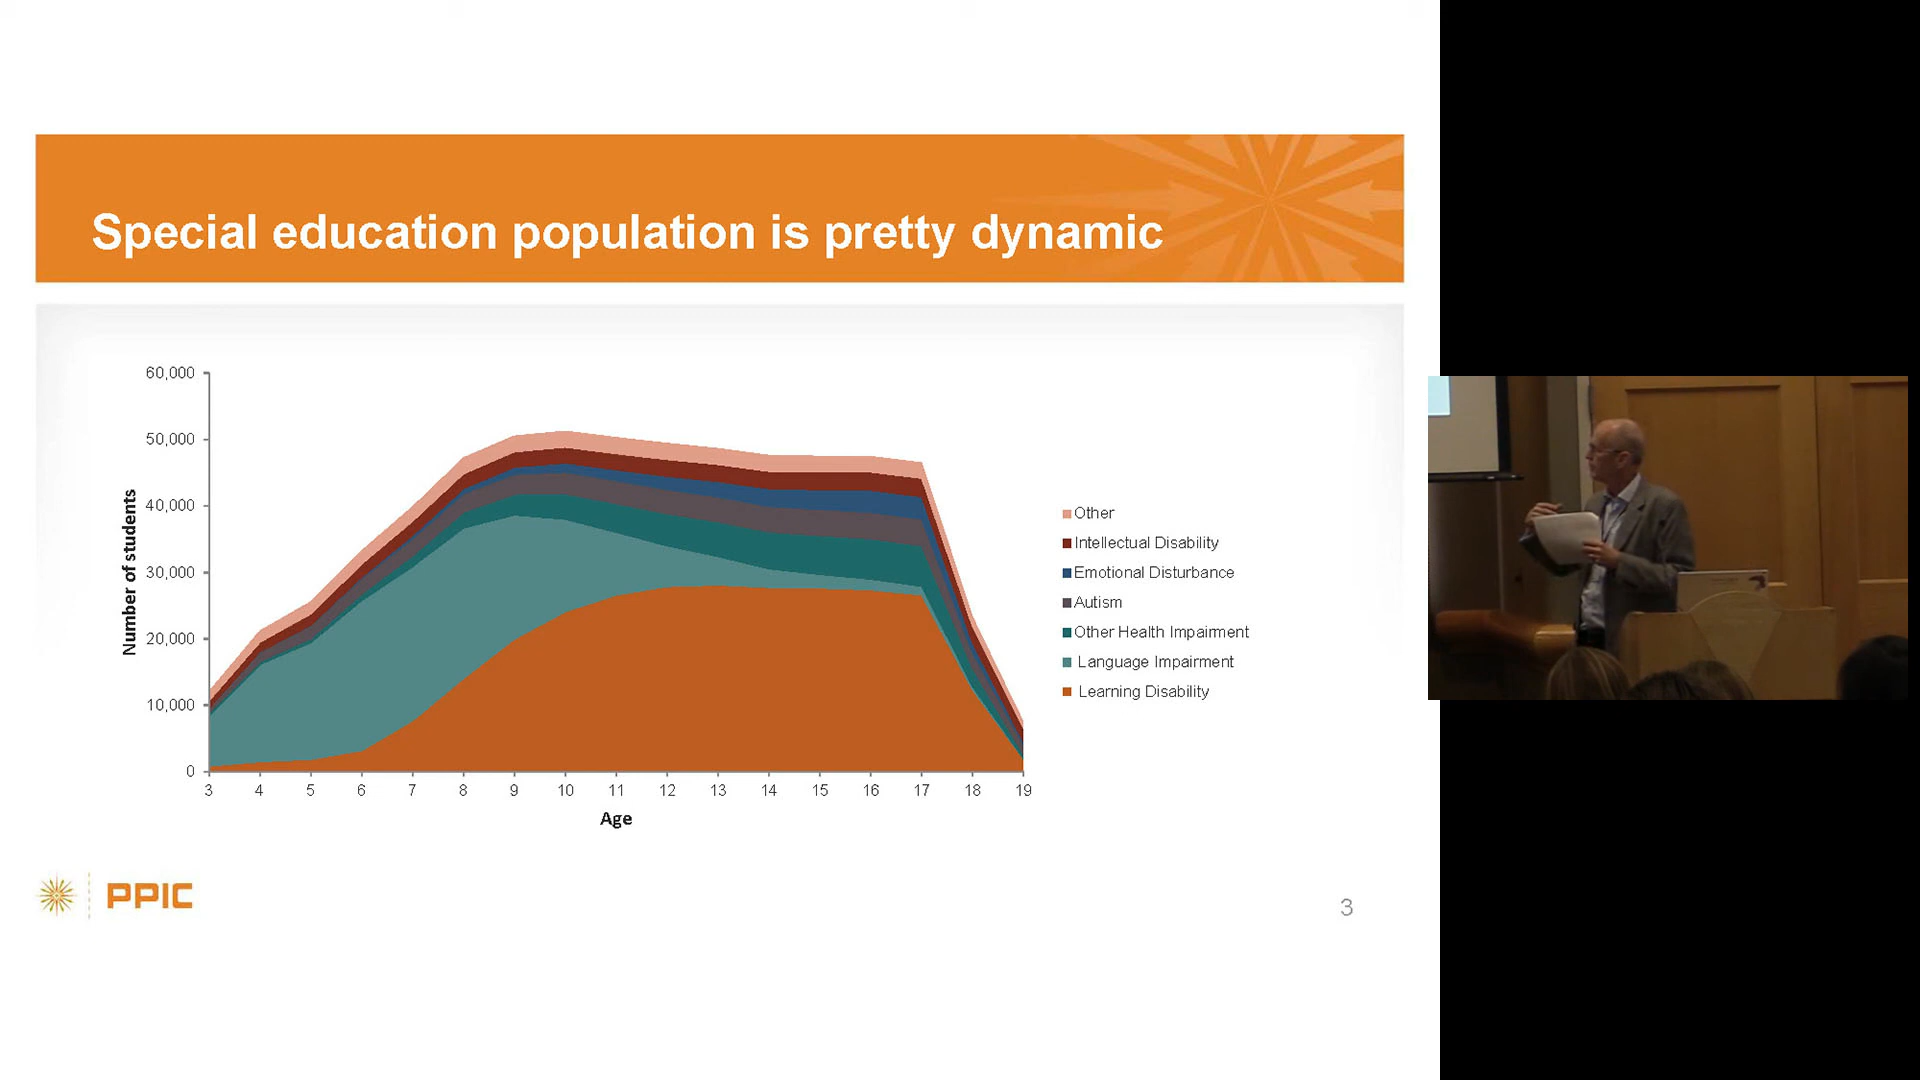 Special education population is pretty dynamic
60,000
50,000
40,000
30,000
20,000
10,000
0
Number of students
3 4 5 6 7 8 9 10 11 12 13 14 15 16 17 18 19
Age
Other
Intellectual Disability
Emotional Disturbance
Autism
Other Health Impairment
Language Impairment
Learning Disability
PPIC
3